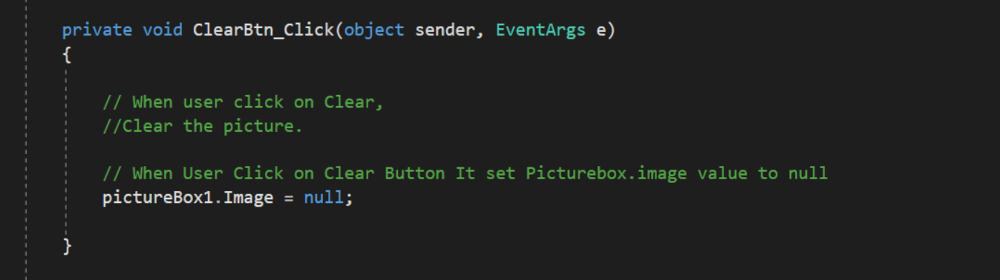 private void ClearBtn_Click(object sender, EventArgs e)
{
// When user click on Clear,
//Clear the picture.
// When User Click on Clear Button It set Picturebox.image value to null
pictureBox1.Image = null;
}